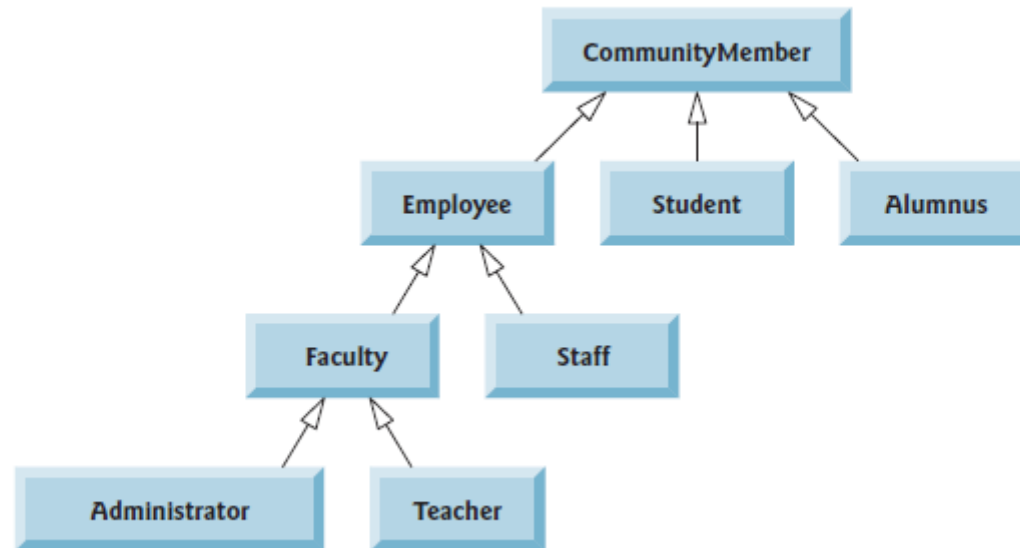 CommunityMember
Employee
Student
Alumnus
Faculty
Staff
Administrator
Teacher